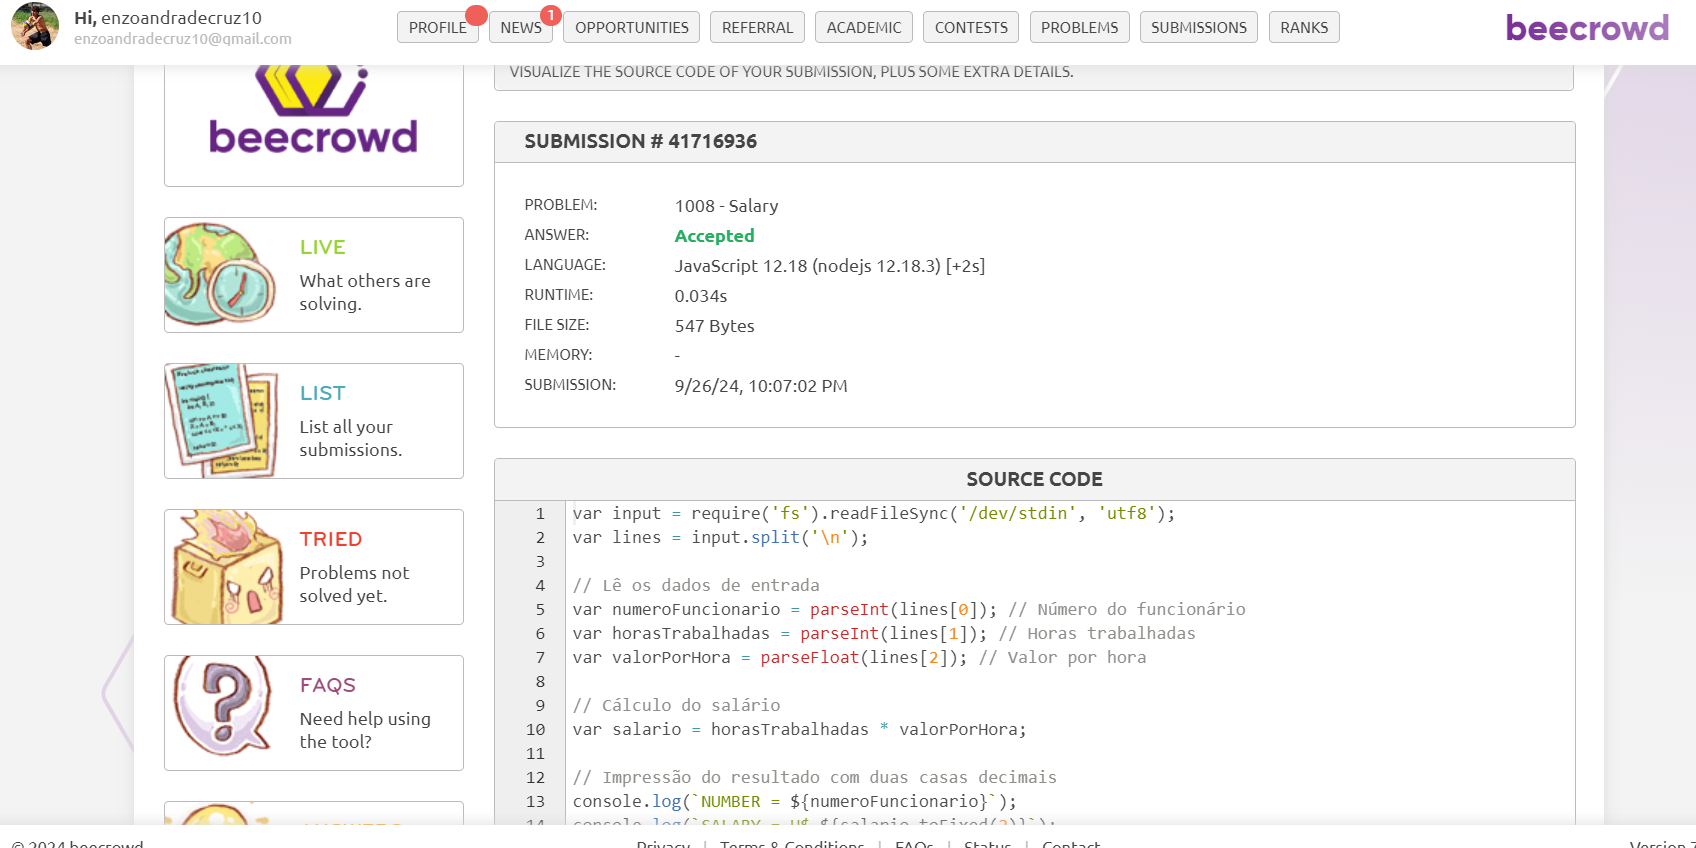 Hi, enzoandradecruz10
enzoandradecruz10@gmail.com
PROFILE
NEWS
1
OPPORTUNITIES
REFERRAL
ACADEMIC
CONTESTS
PROBLEMS
SUBMISSIONS
RANKS
beecrowd
beecrowd
LIVE
What others are
solving.
LIST
List all your
submissions.
TRIED
Problems not
solved yet.
FAQS
Need help using
the tool?
VISUALIZE THE SOURCE CODE OF YOUR SUBMISSION, PLUS SOME EXTRA DETAILS.
SUBMISSION # 41716936
PROBLEM: 1008 - Salary
ANSWER: Accepted
LANGUAGE: JavaScript 12.18 (nodejs 12.18.3) [+2s]
RUNTIME: 0.034s
FILE SIZE: 547 Bytes
MEMORY: -
SUBMISSION: 9/26/24, 10:07:02 PM
SOURCE CODE
1 var input = require('fs').readFileSync('/dev/stdin', 'utf8');
2 var lines = input.split('\n');
3
4 // Lê os dados de entrada
5 var numeroFuncionario = parseInt(lines[0]); // Número do funcionário
6 var horasTrabalhadas = parseInt(lines[1]); // Horas trabalhadas
7 var valorPorHora = parseFloat(lines[2]); // Valor por hora
8
9 // Cálculo do salário
10 var salario = horasTrabalhadas * valorPorHora;
11
12 // Impressão do resultado com duas casas decimais
13 console.log(`NUMBER = ${numeroFuncionario}`);
14 console.log(`SALARY = U$ ${salario.toFixed(2)}`);
© 2024 beecrowd
Privacy | Terms & Conditions | FAQs | Status | Contact
Version 7